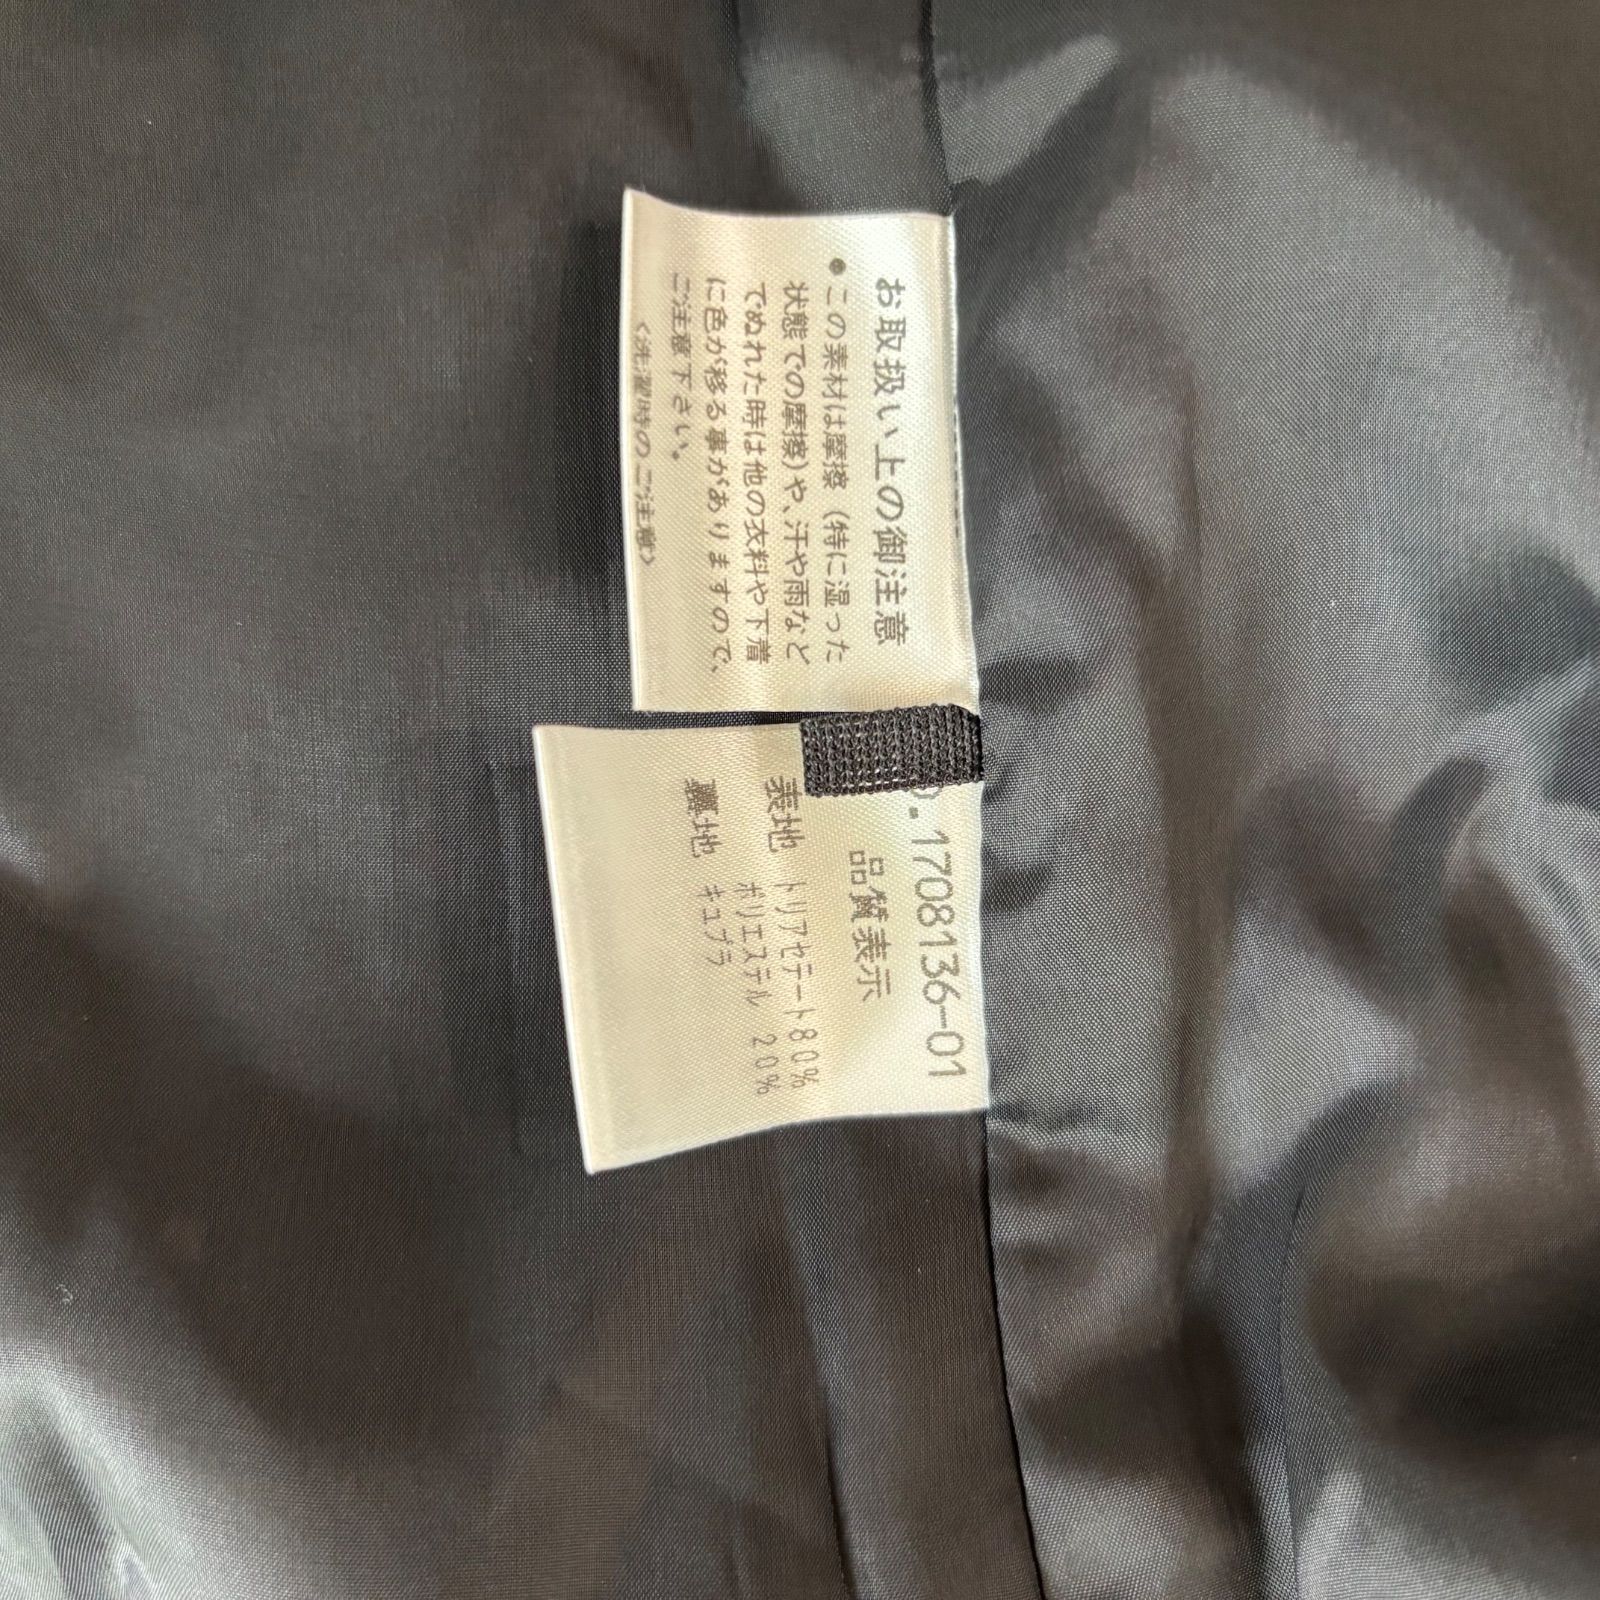 お取扱い上の御注意
●この素材は摩擦（特に湿った
状態での摩擦）や、汗や雨など
でぬれた時は他の衣料や下着
に色が移る事がありますので、
ご注意下さい。
〈洗濯時のご注意〉
.1708136-01
品質表示
表地 トリアセテート80%
ポリエステル 20%
裏地 キュプラ